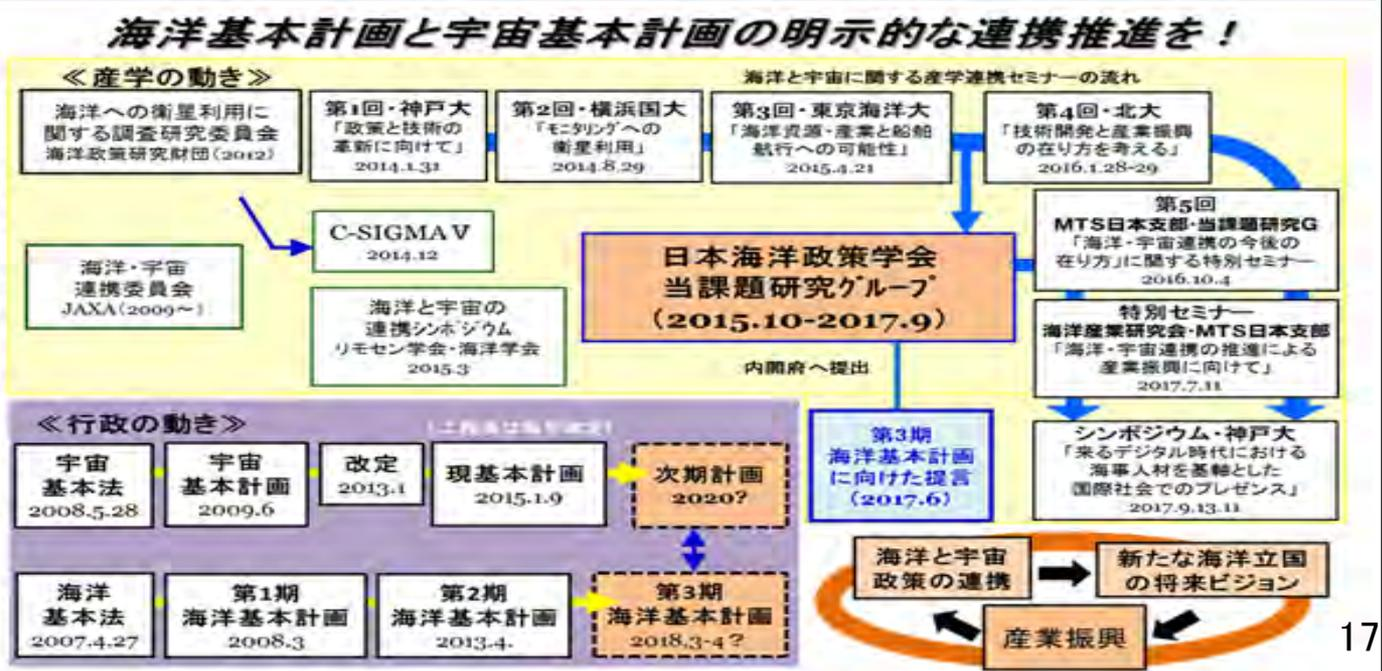 海洋基本計画と宇宙基本計画の明示的な連携推進を！
≪産学の動き≫
海洋と宇宙に関する産学連携セミナーの流れ
海洋への衛星利用に
関する調査研究委員会
海洋政策研究財団(2012)
第1回・神戸大
「政策と技術の
革新に向けて」
2014.1.31
第2回・横浜国大
「モニタリングへの
衛星利用」
2014.8.29
第3回・東京海洋大
「海洋資源・産業と船舶
航行への可能性」
2015.4.21
第4回・北大
「技術開発と産業振興
の在り方を考える」
2016.1.28-29
第5回
MTS日本支部・当課題研究G
「海洋・宇宙連携の今後の
在り方」に関する特別セミナー
2016.10.4
海洋・宇宙
連携委員会
JAXA(2009～)
C-SIGMA V
2014.12
海洋と宇宙の
連携シンポジウム
リモセン学会・海洋学会
2015.3
日本海洋政策学会
当課題研究グループ
(2015.10-2017.9)
特別セミナー
海洋産業研究会・MTS日本支部
「海洋・宇宙連携の推進による
産業振興に向けて」
2017.7.11
内閣府へ提出
第3期
海洋基本計画
に向けた提言
(2017.6)
シンポジウム・神戸大
「来るデジタル時代における
海事人材を基軸とした
国際社会でのプレゼンス」
2017.9.13.11
≪行政の動き≫
宇宙
基本法
2008.5.28
宇宙
基本計画
2009.6
改定
2013.1
現基本計画
2015.1.9
次期計画
2020?
海洋
基本法
2007.4.27
第1期
海洋基本計画
2008.3
第2期
海洋基本計画
2013.4.
第3期
海洋基本計画
2018.3-4？
海洋と宇宙
政策の連携
新たな海洋立国
の将来ビジョン
産業振興
17